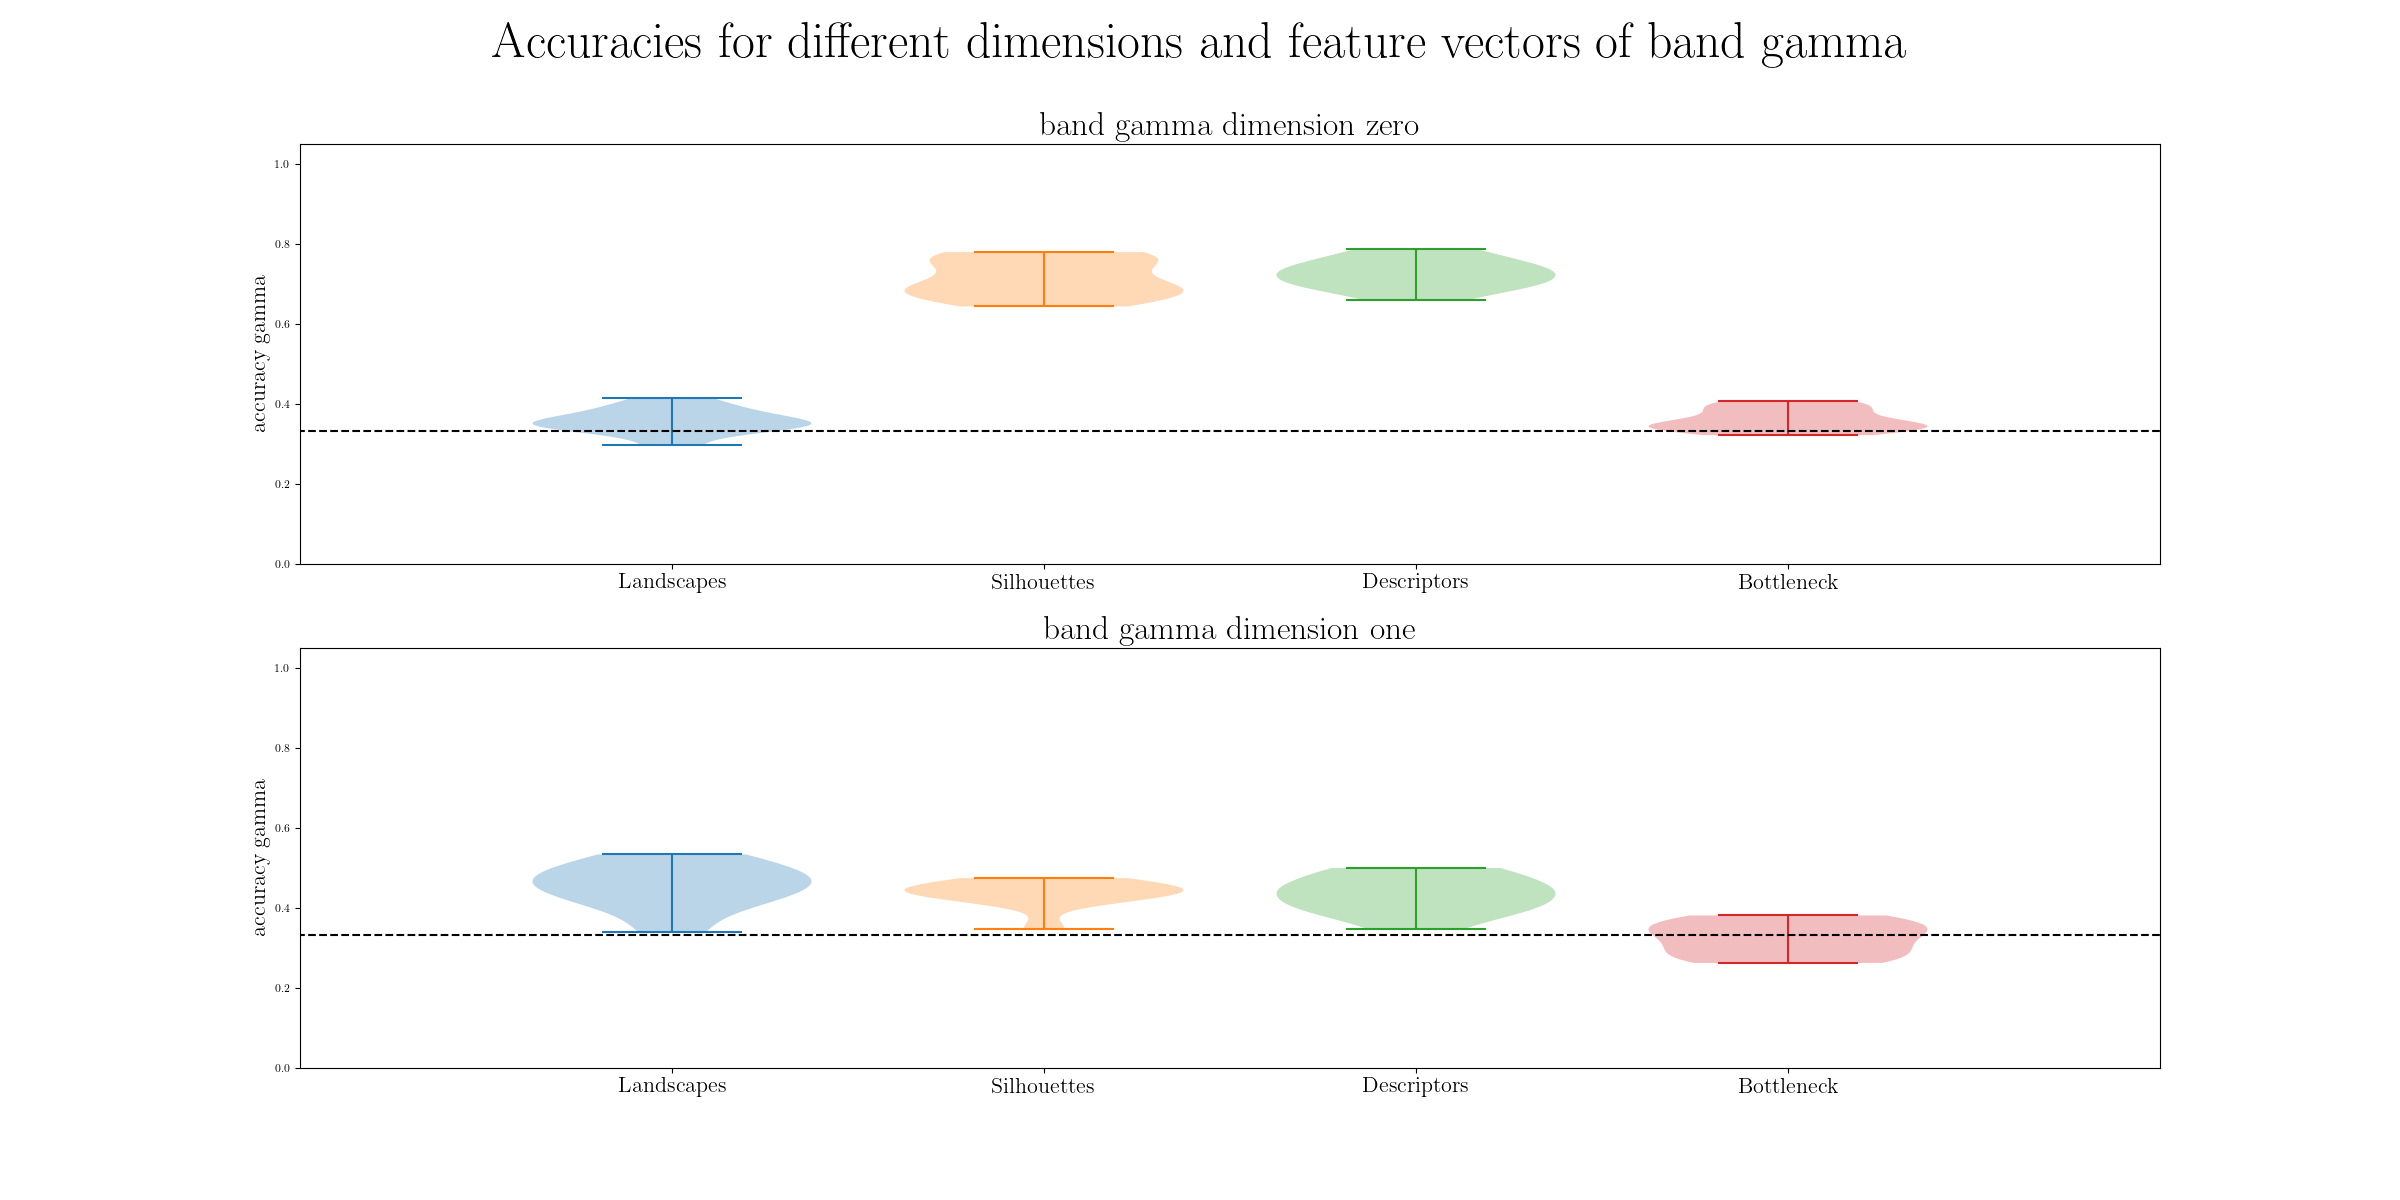 Accuracies for different dimensions and feature vectors of band gamma
band gamma dimension zero
1.0
0.8
0.6
0.4
0.2
0.0
accuracy gamma
Landscapes Silhouettes Descriptors Bottleneck
band gamma dimension one
1.0
0.8
0.6
0.4
0.2
0.0
accuracy gamma
Landscapes Silhouettes Descriptors Bottleneck